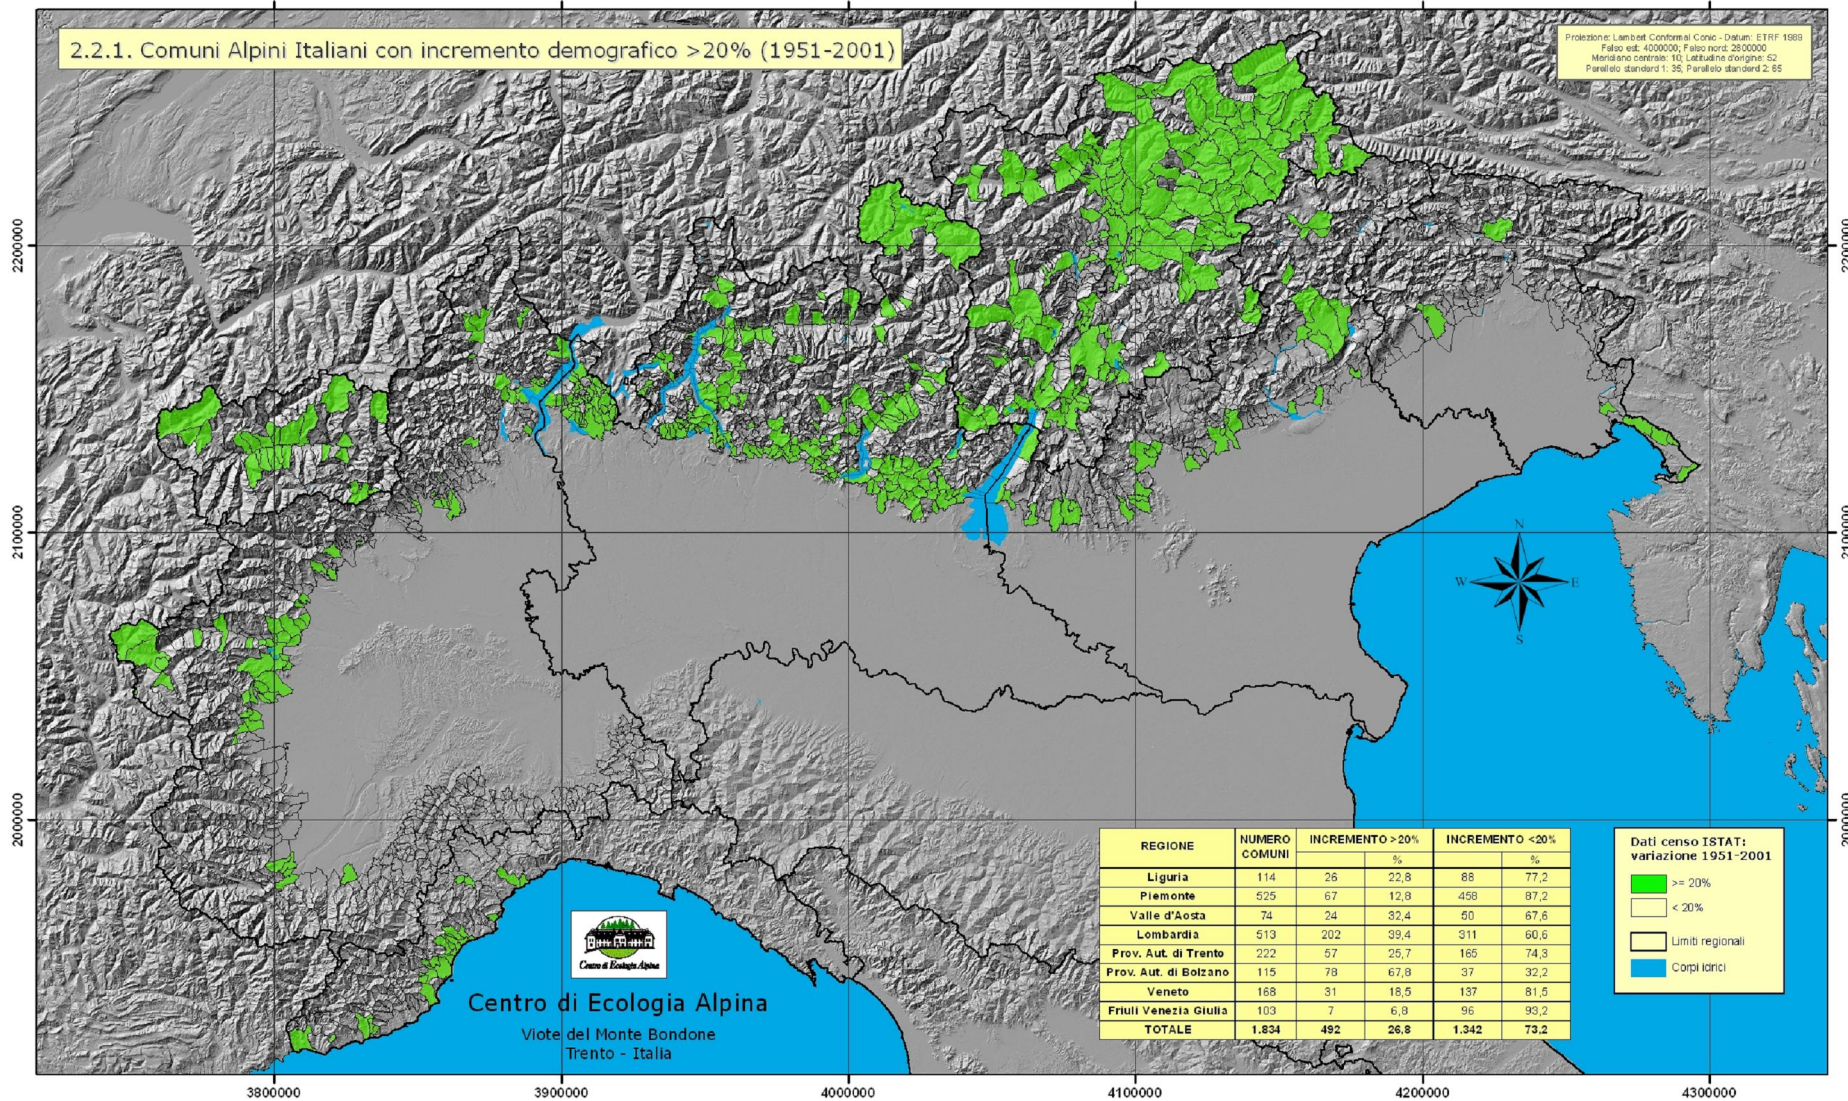 2.2.1. Comuni Alpini Italiani con incremento demografico >20% (1951-2001)
Proiezione: Lambert Conformal Conic - Datum: ETRF 1989
Falso est: 4000000; Falso nord: 2800000
Meridiano centrale: 10; Latitudine d'origine: 52
Parallelo standard 1: 35; Parallelo standard 2: 65
2200000
2200000
2100000
2100000
2000000
2000000
N
W
E
S
REGIONE NUMERO COMUNI INCREMENTO >20% INCREMENTO <20%
% %
Liguria 114 26 22,8 88 77,2
Piemonte 525 67 12,8 458 87,2
Valle d'Aosta 74 24 32,4 50 67,6
Lombardia 513 202 39,4 311 60,6
Prov. Aut. di Trento 222 57 25,7 165 74,3
Prov. Aut. di Bolzano 115 78 67,8 37 32,2
Veneto 168 31 18,5 137 81,5
Friuli Venezia Giulia 103 7 6,8 96 93,2
TOTALE 1.834 492 26,8 1.342 73,2
Dati censo ISTAT:
variazione 1951-2001
>= 20%
< 20%
Limiti regionali
Corpi idrici
Centro di Ecologia Alpina
Centro di Ecologia Alpina
Viote del Monte Bondone
Trento - Italia
3800000
3900000
4000000
4100000
4200000
4300000